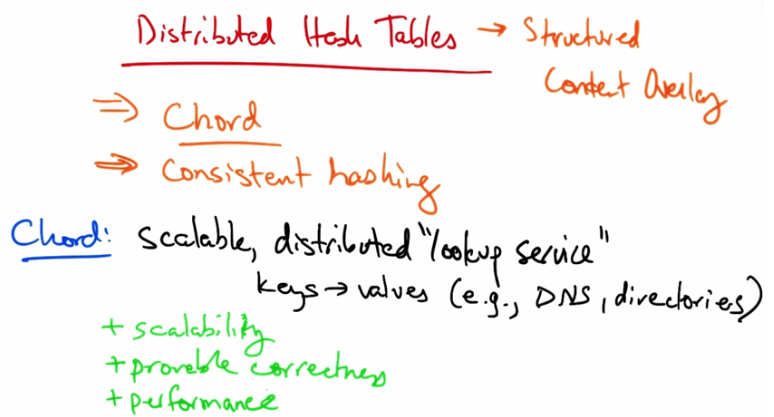 Distributed Hash Tables → Structured
Content Overlay
⇒ Chord
⇒ Consistent hashing
Chord: scalable, distributed "lookup service"
keys → values (e.g., DNS, directories)
+ scalability
+ provable correctness
+ performance